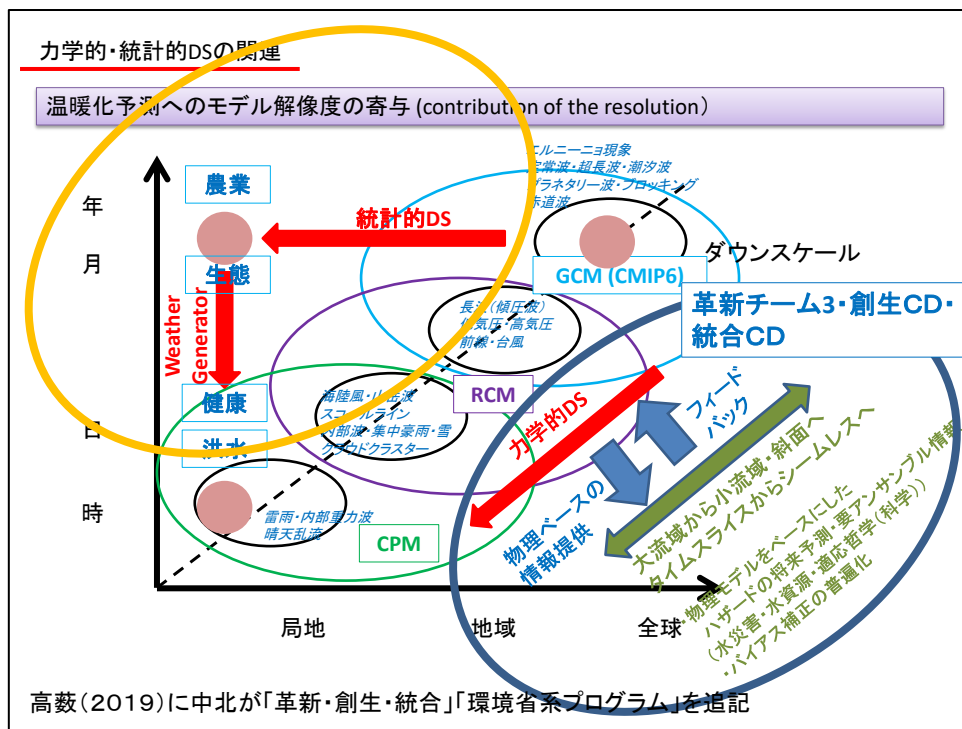 力学的・統計的DSの関連
温暖化予測へのモデル解像度の寄与 (contribution of the resolution)
年
月
日
時
農業
生態
健康
洪水
Weather
Generator
統計的DS
エルニーニョ現象
定常波・超長波・潮汐波
プラネタリー波・ブロッキング
赤道波
ダウンスケール
GCM (CMIP6)
長波(傾圧波)
低気圧・高気圧
前線・台風
RCM
海陸風・山岳波
スコールライン
内部波・集中豪雨・雪
クラウドクラスター
雷雨・内部重力波
晴天乱流
CPM
力学的DS
革新チーム3・創生CD・
統合CD
フィード
バック
物理ベースの
情報提供
大流域から小流域・斜面へ
タイムスライスからシームレスへ
・物理モデルをベースにした
ハザードの将来予測・要アンサンブル情報
(水災害・水資源・適応哲学(科学))
・バイアス補正の普遍化
局地
地域
全球
高薮(2019)に中北が「革新・創生・統合」「環境省系プログラム」を追記